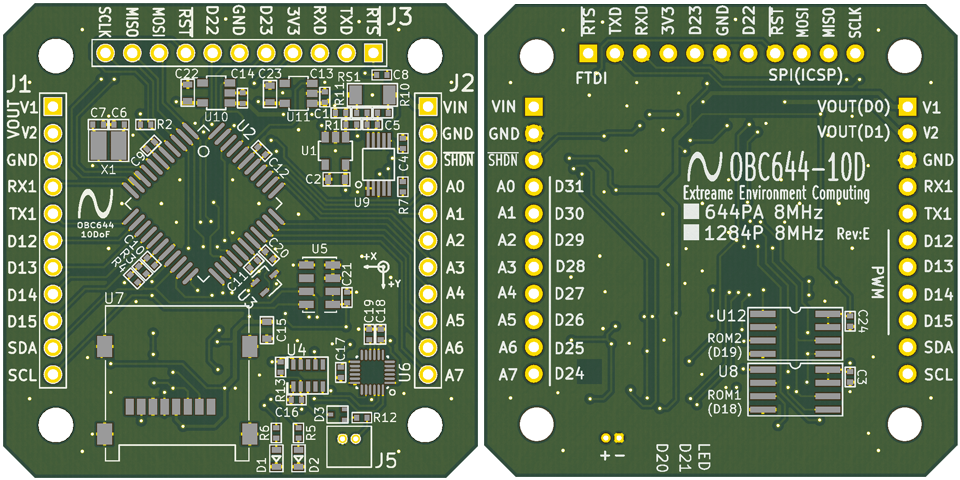 SCLK
MISO
MOSI
RST
D22
GND
D23
3V3
RXD
TXD
RTS
J3
J1
VOUT
V1
V2
GND
RX1
TX1
D12
D13
D14
D15
SDA
SCL
C22
C14
C23
C13
RS1
C8
R11
R10
U10
U11
C7
C6
R2
U2
C5
X1
C9
C12
U1
C4
C2
U9
R7
OBC644
10DoF
C10
R3
R4
C11
C20
U3
U5
C21
+X
+Y
U7
C15
C19
C18
U4
C17
U6
R13
C16
D3
R12
R6
R5
D1
D2
J5
J2
VIN
GND
SHDN
A0
A1
A2
A3
A4
A5
A6
A7
RTS
TXD
RXD
3V3
D23
GND
D22
RST
MOSI
MISO
SCLK
FTDI
SPI(ICSP)
VIN
GND
SHDN
A0
A1
A2
A3
A4
A5
A6
A7
D31
D30
D29
D28
D27
D26
D25
D24
VOUT(D0)
VOUT(D1)
V1
V2
GND
RX1
TX1
D12
D13
D14
D15
SDA
SCL
PWM
OBC644-10D
Extreame Environment Computing
644PA 8MHz
1284P 8MHz Rev:E
U12
C24
ROM2
(D19)
U8
C3
ROM1
(D18)
+ -
D20
D21
LED